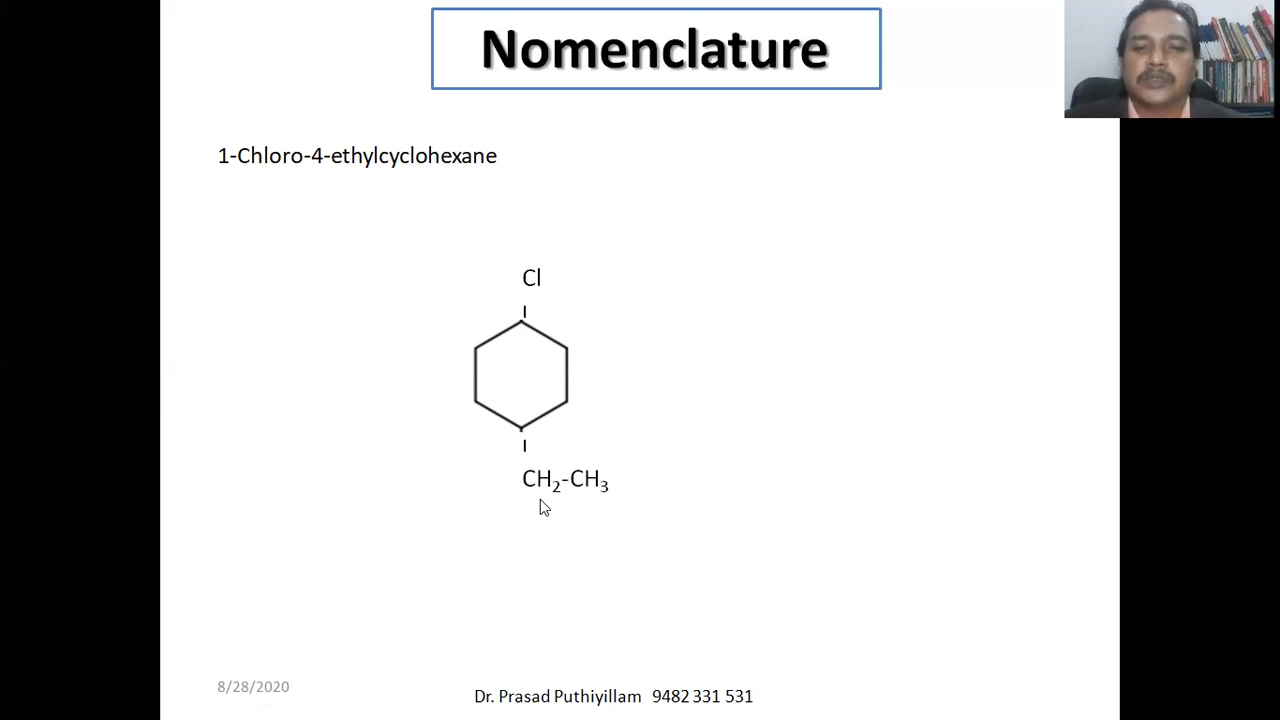 Nomenclature
1-Chloro-4-ethylcyclohexane
Cl
CH₂-CH₃
8/28/2020
Dr. Prasad Puthiyillam 9482 331 531